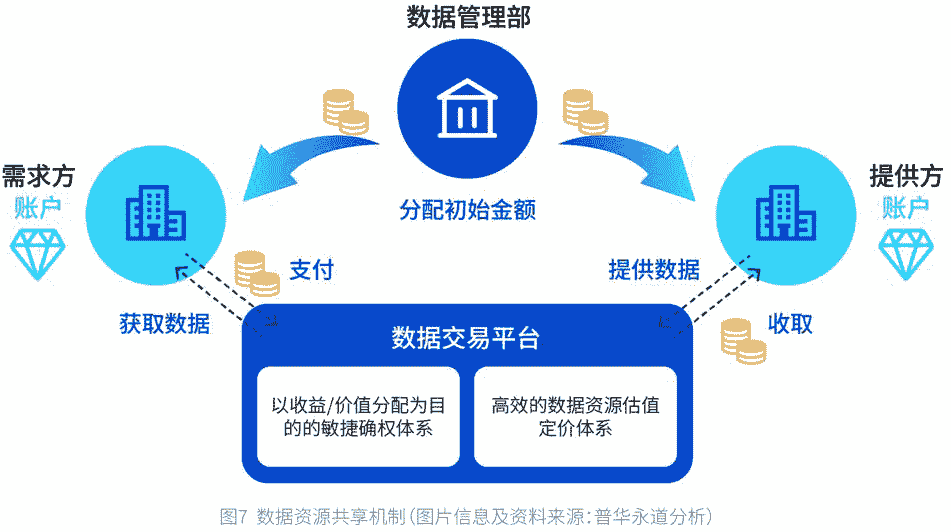 数据管理部
需求方
账户
提供方
账户
分配初始金额
支付
提供数据
获取数据
收取
数据交易平台
以收益/价值分配为目
的的敏捷确权体系
高效的数据资源估值
定价体系
图7 数据资源共享机制(图片信息及资料来源:普华永道分析)